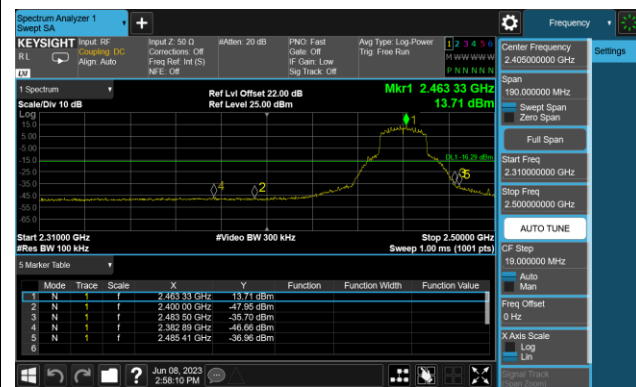 Spectrum Analyzer 1
Swept SA
Frequency
KEYSIGHT Input: RF Input Z: 50 Ω #Atten: 20 dB PNO: Fast Avg Type: Log-Power 1 2 3 4 5 6
RL Coupling: DC Corrections: Off Gate: Off Trig: Free Run M W W W W W
Align: Auto Freq Ref: Int (S) IF Gain: Low P N N N N N
LXI NFE: Off Sig Track: Off
1 Spectrum Ref Lvl Offset 22.00 dB Mkr1 2.463 33 GHz
Scale/Div 10 dB Ref Level 25.00 dBm 13.71 dBm
Log
15.0
5.00
-5.00
-15.0
DL1 -16.29 dBm
-25.0
-35.0
-45.0
-55.0
-65.0
1
4 2 3 5
Start 2.31000 GHz #Video BW 300 kHz Stop 2.50000 GHz
#Res BW 100 kHz Sweep 1.00 ms (1001 pts)
5 Marker Table
Mode Trace Scale X Y Function Function Width Function Value
1 N 1 f 2.463 33 GHz 13.71 dBm
2 N 1 f 2.400 00 GHz -47.95 dBm
3 N 1 f 2.483 50 GHz -35.70 dBm
4 N 1 f 2.382 89 GHz -46.66 dBm
5 N 1 f 2.485 41 GHz -36.96 dBm
6
Jun 08, 2023
2:58:10 PM
Center Frequency
2.405000000 GHz
Settings
Span
190.000000 MHz
Swept Span
Zero Span
Full Span
Start Freq
2.310000000 GHz
Stop Freq
2.500000000 GHz
AUTO TUNE
CF Step
19.000000 MHz
Auto
Man
Freq Offset
0 Hz
X Axis Scale
Log
Lin
Signal Track
(Span Zoom)